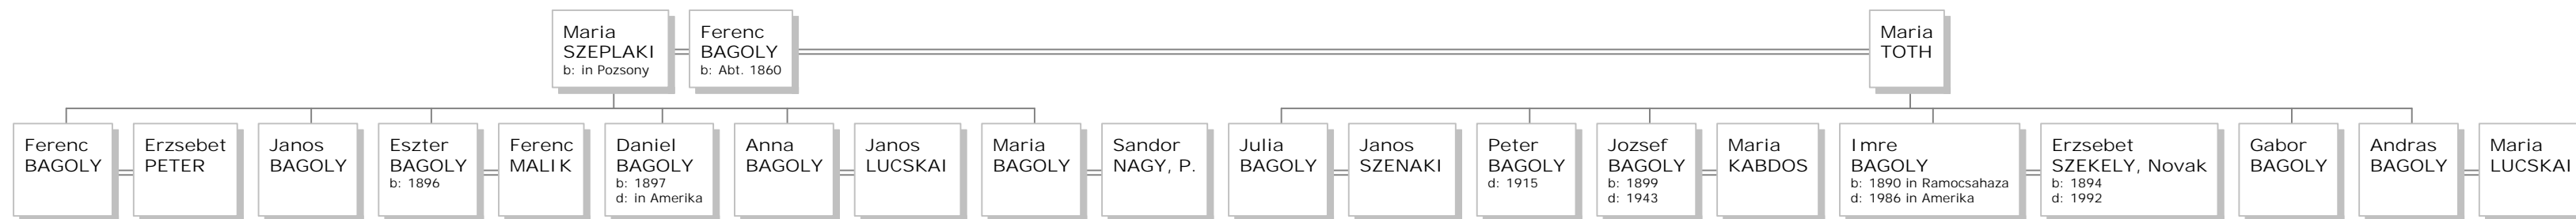 Maria
SZEPLAKI
b: in Pozsony
Ferenc
BAGOLY
b: Abt. 1860
Maria
TOTH
Ferenc
BAGOLY
Erzsebet
PETER
Janos
BAGOLY
Eszter
BAGOLY
b: 1896
Ferenc
MALIK
Daniel
BAGOLY
b: 1897
d: in Amerika
Anna
BAGOLY
Janos
LUCSKAI
Maria
BAGOLY
Sandor
NAGY, P.
Julia
BAGOLY
Janos
SZENAKI
Peter
BAGOLY
d: 1915
Jozsef
BAGOLY
b: 1899
d: 1943
Maria
KABDOS
Imre
BAGOLY
b: 1890 in Ramocsahaza
d: 1986 in Amerika
Erzsebet
SZEKELY, Novak
b: 1894
d: 1992
Gabor
BAGOLY
Andras
BAGOLY
Maria
LUCSKAI